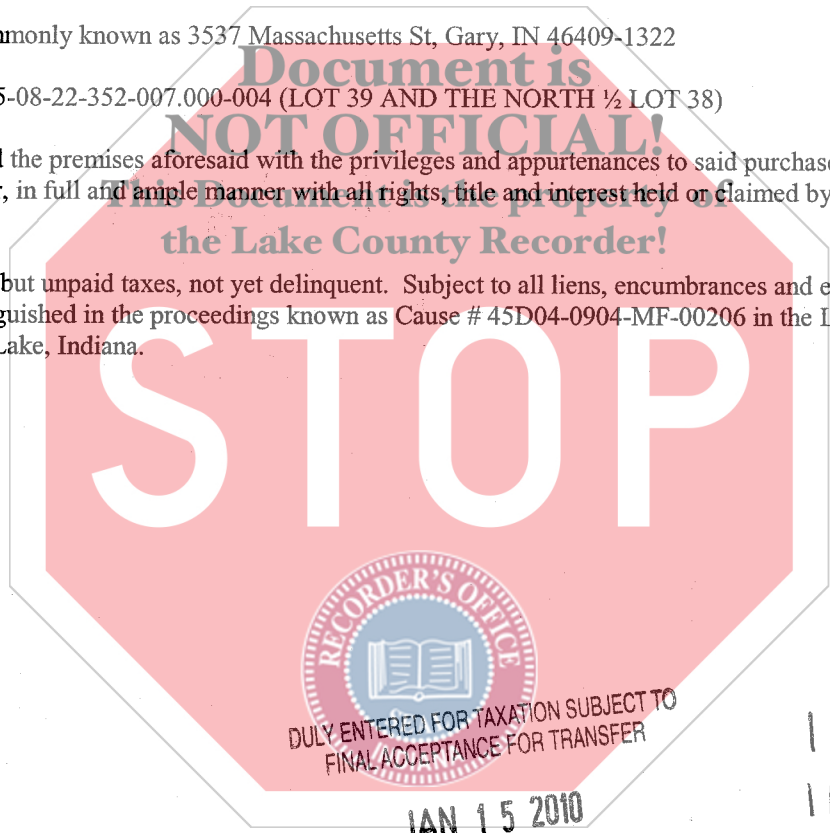 nmonly known as 3537 Massachusetts St, Gary, IN 46409-1322
Document is
5-08-22-352-007.000-004 (LOT 39 AND THE NORTH ½ LOT 38)
NOT OFFICIAL!
the premises aforesaid with the privileges and appurtenances to said purchase
, in full and ample manner with all rights, title and interest held or claimed by
This Document is the property of
the Lake County Recorder!
but unpaid taxes, not yet delinquent. Subject to all liens, encumbrances and e
guished in the proceedings known as Cause # 45D04-0904-MF-00206 in the L
Lake, Indiana.
STOP
RECORDER'S OFFICE
DULY ENTERED FOR TAXATION SUBJECT TO
FINAL ACCEPTANCE FOR TRANSFER
JAN 15 2010